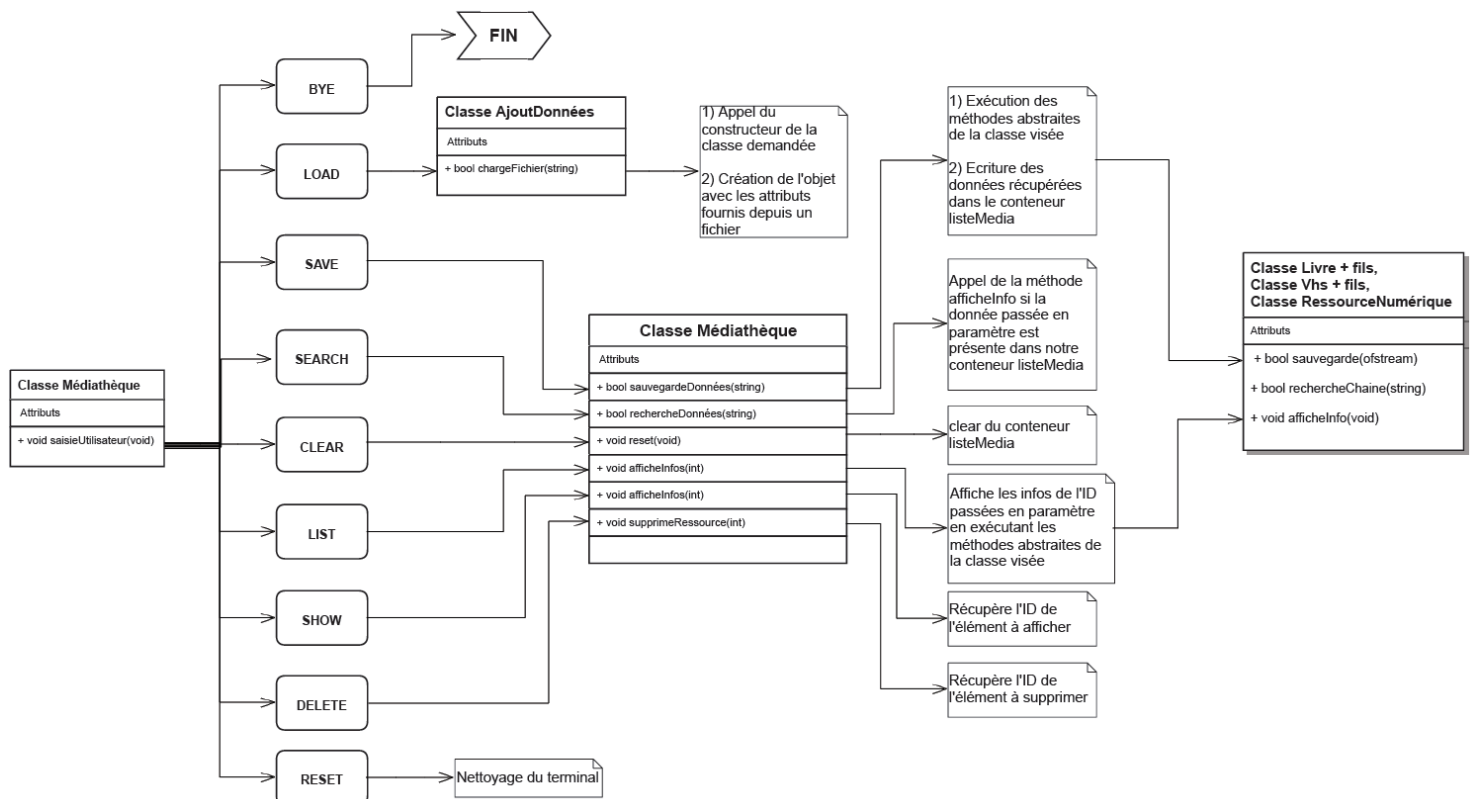 FIN
BYE
Classe AjoutDonnées
Attributs
+ bool chargeFichier(string)
LOAD
1) Appel du
constructeur de la
classe demandée
2) Création de l'objet
avec les attributs
fournis depuis un
fichier
1) Exécution des
méthodes abstraites
de la classe visée
2) Ecriture des
données récupérées
dans le conteneur
listeMedia
SAVE
SEARCH
Classe Médiathèque
Attributs
+ void saisieUtilisateur(void)
CLEAR
LIST
SHOW
DELETE
RESET
Nettoyage du terminal
Classe Médiathèque
Attributs
+ bool sauvegardeDonnées(string)
+ bool rechercheDonnées(string)
+ void reset(void)
+ void afficheInfos(int)
+ void afficheInfos(int)
+ void supprimeRessource(int)
Appel de la méthode
afficheInfo si la
donnée passée en
paramètre est
présente dans notre
conteneur listeMedia
clear du conteneur
listeMedia
Affiche les infos de l'ID
passées en paramètre
en exécutant les
méthodes abstraites de
la classe visée
Récupère l'ID de
l'élément à afficher
Récupère l'ID de
l'élément à supprimer
Classe Livre + fils,
Classe Vhs + fils,
Classe RessourceNumérique
Attributs
+ bool sauvegarde(ofstream)
+ bool rechercheChaine(string)
+ void afficheInfo(void)